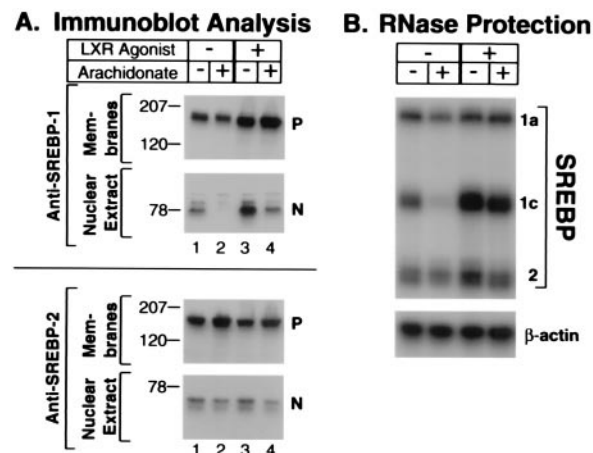 A. Immunoblot Analysis
LXR Agonist - +
Arachidonate - + - +
Anti-SREBP-1
Mem-
branes
207
120
P
Nuclear
Extract
78
N
1 2 3 4
Anti-SREBP-2
Mem-
branes
207
120
P
Nuclear
Extract
78
N
1 2 3 4
B. RNase Protection
- +
- + - +
1a
1c
2
SREBP
β-actin